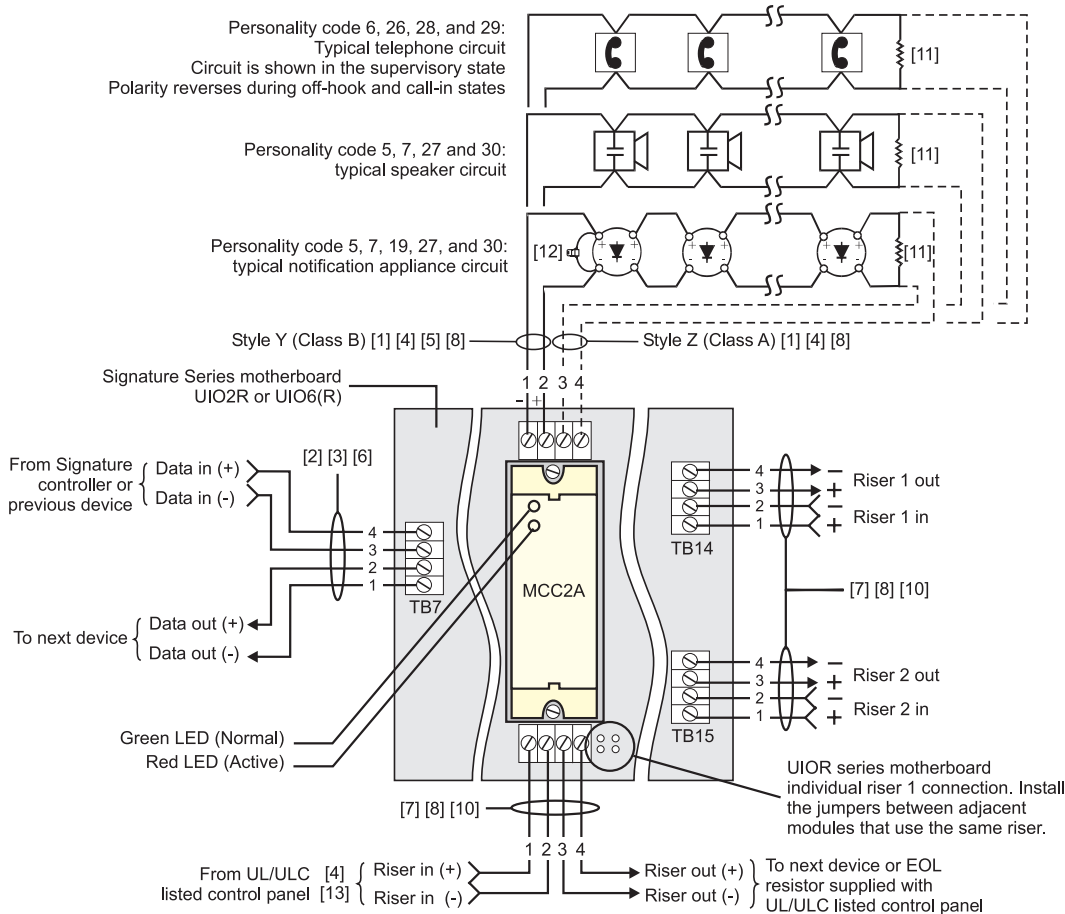 Personality code 6, 26, 28, and 29:
Typical telephone circuit
Circuit is shown in the supervisory state
Polarity reverses during off-hook and call-in states
[11]
Personality code 5, 7, 27 and 30:
typical speaker circuit
[11]
Personality code 5, 7, 19, 27, and 30:
typical notification appliance circuit
[12]
+ + +
- - -
[11]
Style Y (Class B) [1] [4] [5] [8]
Style Z (Class A) [1] [4] [8]
1 2 3 4
- +
Signature Series motherboard
UIO2R or UIO6(R)
[2] [3] [6]
From Signature
controller or
previous device
Data in (+)
Data in (-)
4
3
2
1
TB7
To next device
Data out (+)
Data out (-)
MCC2A
4 −
3 +
2 −
1 +
Riser 1 out
Riser 1 in
TB14
[7] [8] [10]
4 −
3 +
2 −
1 +
Riser 2 out
Riser 2 in
TB15
Green LED (Normal)
Red LED (Active)
UIOR series motherboard
individual riser 1 connection. Install
the jumpers between adjacent
modules that use the same riser.
[7] [8] [10]
1 2 3 4
From UL/ULC [4]
listed control panel [13]
Riser in (+)
Riser in (-)
Riser out (+)
Riser out (-)
To next device or EOL
resistor supplied with
UL/ULC listed control panel